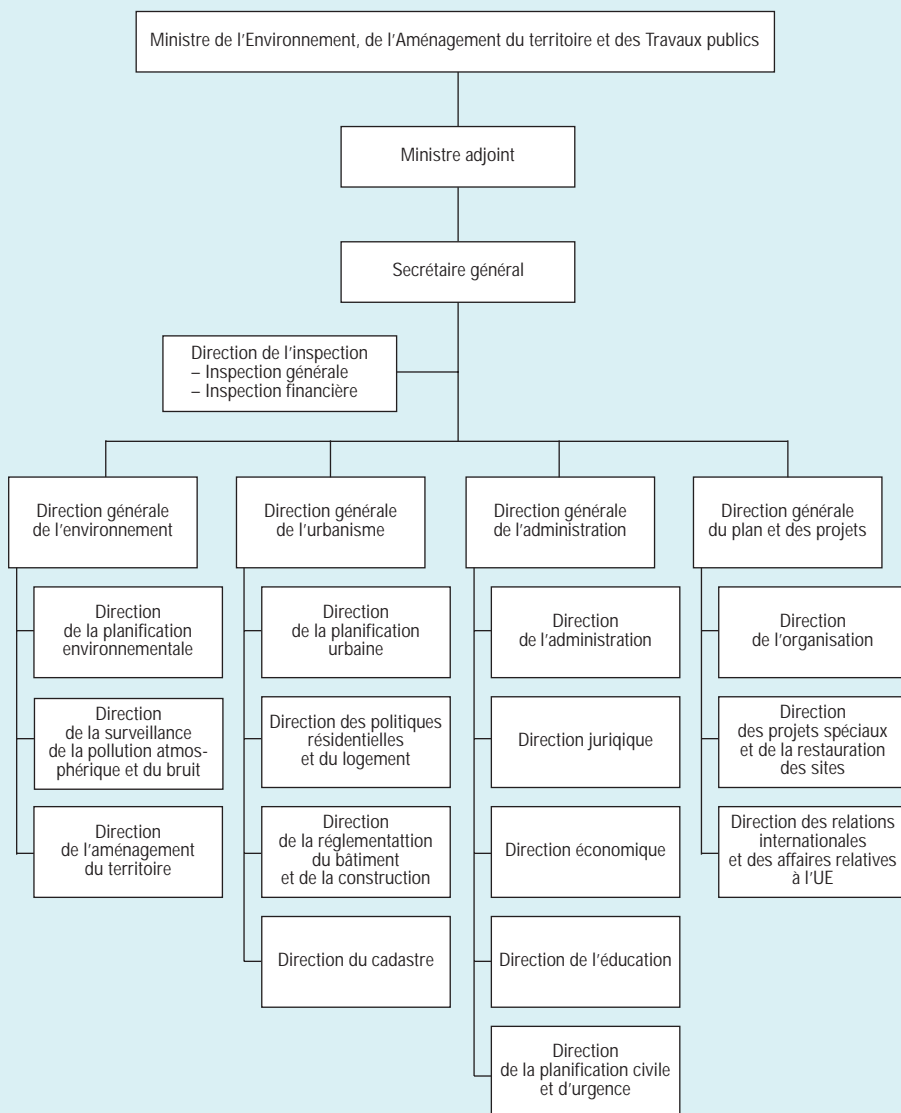 Ministre de l'Environnement, de l'Aménagement du territoire et des Travaux publics
Ministre adjoint
Secrétaire général
Direction de l'inspection
– Inspection générale
– Inspection financière
Direction générale
de l'environnement
Direction
de la planification
environnementale
Direction
de la surveillance
de la pollution atmos-
phérique et du bruit
Direction
de l'aménagement
du territoire
Direction générale
de l'urbanisme
Direction
de la planification
urbaine
Direction des politiques
résidentielles
et du logement
Direction
de la réglementattion
du bâtiment
et de la construction
Direction du cadastre
Direction générale
de l'administration
Direction
de l'administration
Direction juriqique
Direction économique
Direction de l'éducation
Direction
de la planification civile
et d'urgence
Direction générale
du plan et des projets
Direction
de l'organisation
Direction
des projets spéciaux
et de la restauration
des sites
Direction des relations
internationales
et des affaires relatives
à l'UE